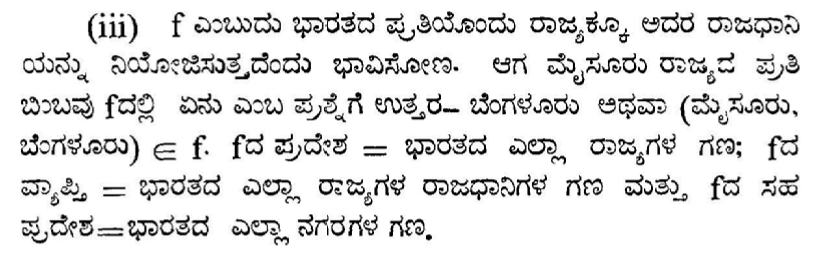 (iii) f ಎಂಬುದು ಭಾರತದ ಪ್ರತಿಯೊಂದು ರಾಜ್ಯಕ್ಕೂ ಅದರ ರಾಜಧಾನಿ
ಯನ್ನು ನಿಯೋಜಿಸುತ್ತದೆಂದು ಭಾವಿಸೋಣ. ಆಗ ಮೈಸೂರು ರಾಜ್ಯದ ಪ್ರತಿ
ಬಿಂಬವು fದಲ್ಲಿ ಏನು ಎಂಬ ಪ್ರಶ್ನೆಗೆ ಉತ್ತರ– ಬೆಂಗಳೂರು ಅಥವಾ (ಮೈಸೂರು,
ಬೆಂಗಳೂರು) ∈ f. fದ ಪ್ರದೇಶ = ಭಾರತದ ಎಲ್ಲಾ ರಾಜ್ಯಗಳ ಗಣ; fದ
ವ್ಯಾಪ್ತಿ = ಭಾರತದ ಎಲ್ಲಾ ರಾಜ್ಯಗಳ ರಾಜಧಾನಿಗಳ ಗಣ ಮತ್ತು fದ ಸಹ
ಪ್ರದೇಶ=ಭಾರತದ ಎಲ್ಲಾ ನಗರಗಳ ಗಣ.